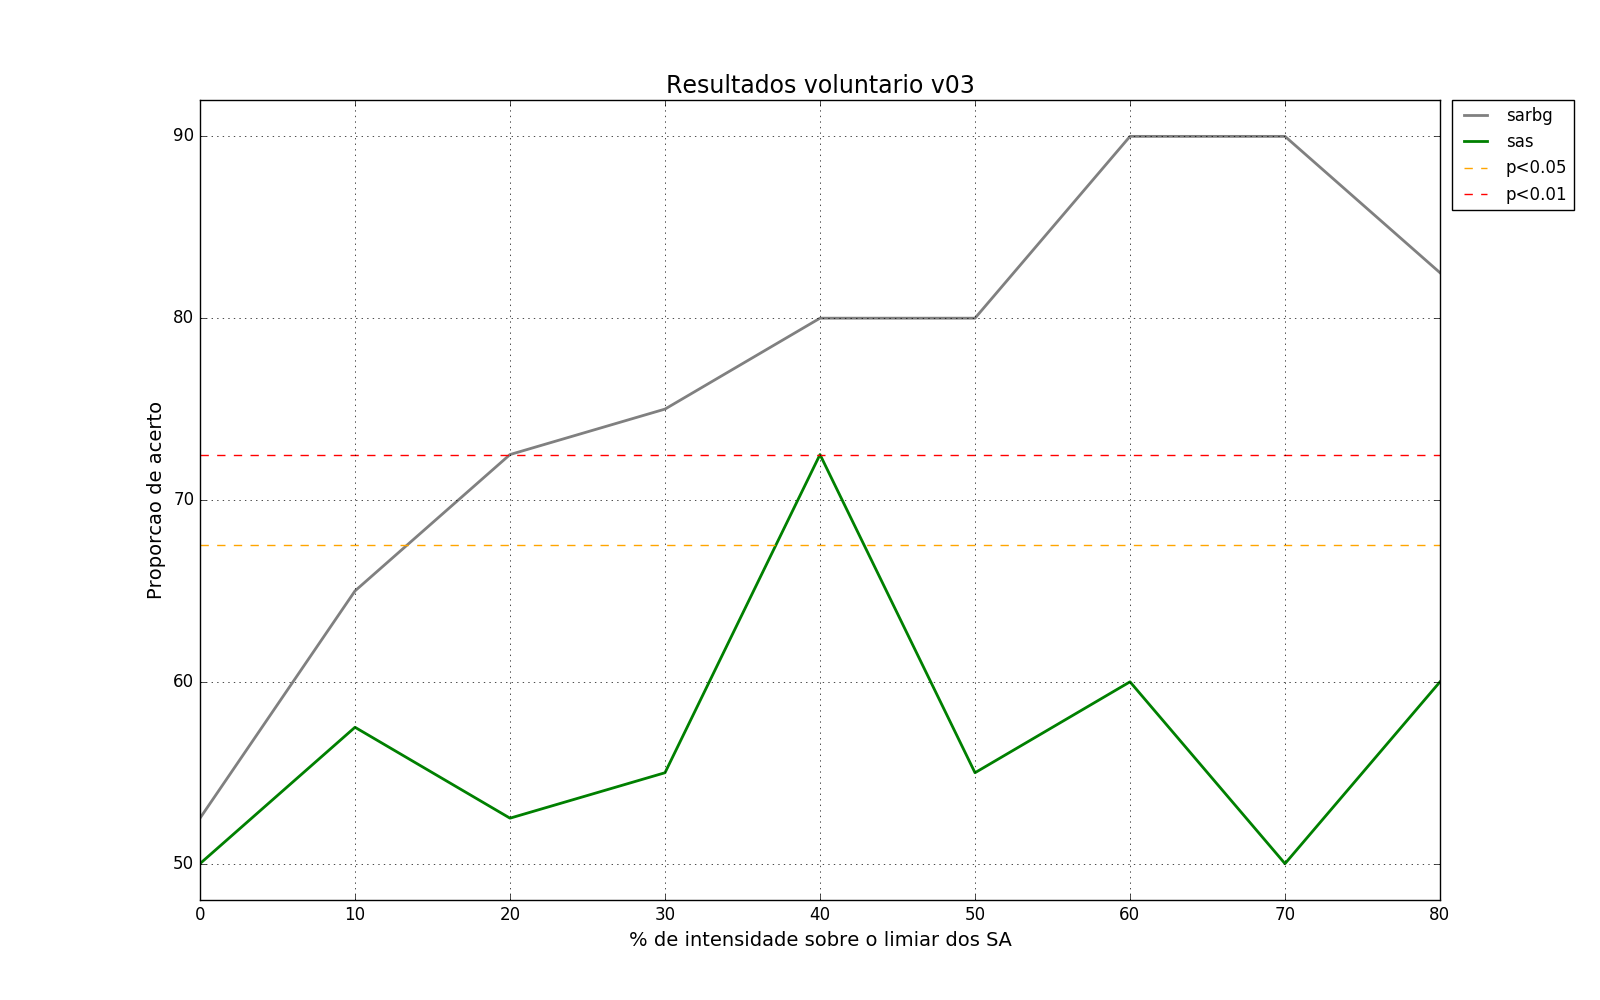 Resultados voluntario v03
sarbg
sas
p<0.05
p<0.01
Proporcao de acerto
90
80
70
60
50
0 10 20 30 40 50 60 70 80
% de intensidade sobre o limiar dos SA